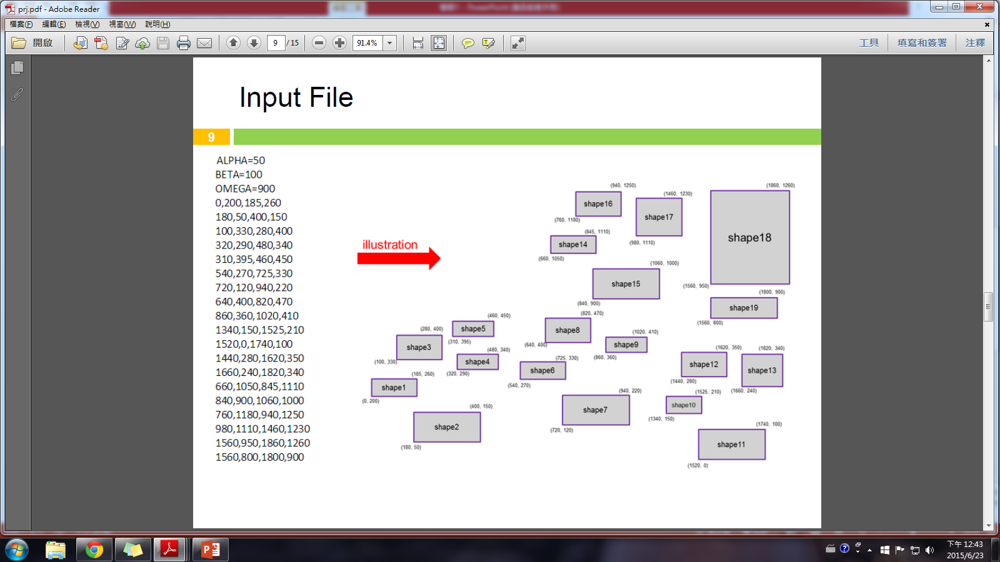 prj.pdf - Adobe Reader
檔案(F) 編輯(E) 檢視(V) 視窗(W) 說明(H)
開啟 9 / 15 91.4% 工具 填寫和簽署 注釋
Input File
9
ALPHA=50
BETA=100
OMEGA=900
0,200,185,260
180,50,400,150
100,330,280,400
320,290,480,340
310,395,460,450
540,270,725,330
720,120,940,220
640,400,820,470
860,360,1020,410
1340,150,1525,210
1520,0,1740,100
1440,280,1620,350
1660,240,1820,340
660,1050,845,1110
840,900,1060,1000
760,1180,940,1250
980,1110,1460,1230
1560,950,1860,1260
1560,800,1800,900
illustration
(940, 1250)
shape16
(760, 1180)
(1460, 1230)
shape17
(980, 1110)
(1860, 1260)
shape18
(1560, 950)
(845, 1110)
shape14
(660, 1050)
(1060, 1000)
shape15
(840, 900)
(1800, 900)
shape19
(1560, 800)
(460, 450)
shape5
(310, 395)
(280, 400)
shape3
(100, 330)
(480, 340)
shape4
(320, 290)
(185, 260)
shape1
(0, 200)
(400, 150)
shape2
(180, 50)
(820, 470)
shape8
(640, 400)
(1020, 410)
shape9
(860, 360)
(725, 330)
shape6
(540, 270)
(940, 220)
shape7
(720, 120)
(1620, 350)
shape12
(1440, 280)
(1820, 340)
shape13
(1660, 240)
(1525, 210)
shape10
(1340, 150)
(1740, 100)
shape11
(1520, 0)
下午 12:43
2015/6/23